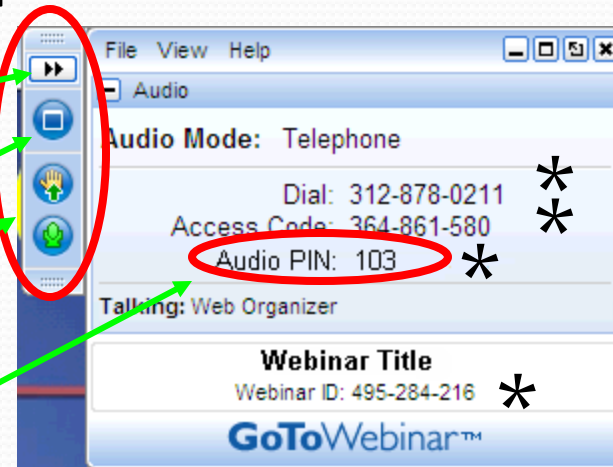 File View Help
Audio
Audio Mode: Telephone
Dial: 312-878-0211 *
Access Code: 364-861-580 *
Audio PIN: 103 *
Talking: Web Organizer
Webinar Title
Webinar ID: 495-284-216 *
GoToWebinar™